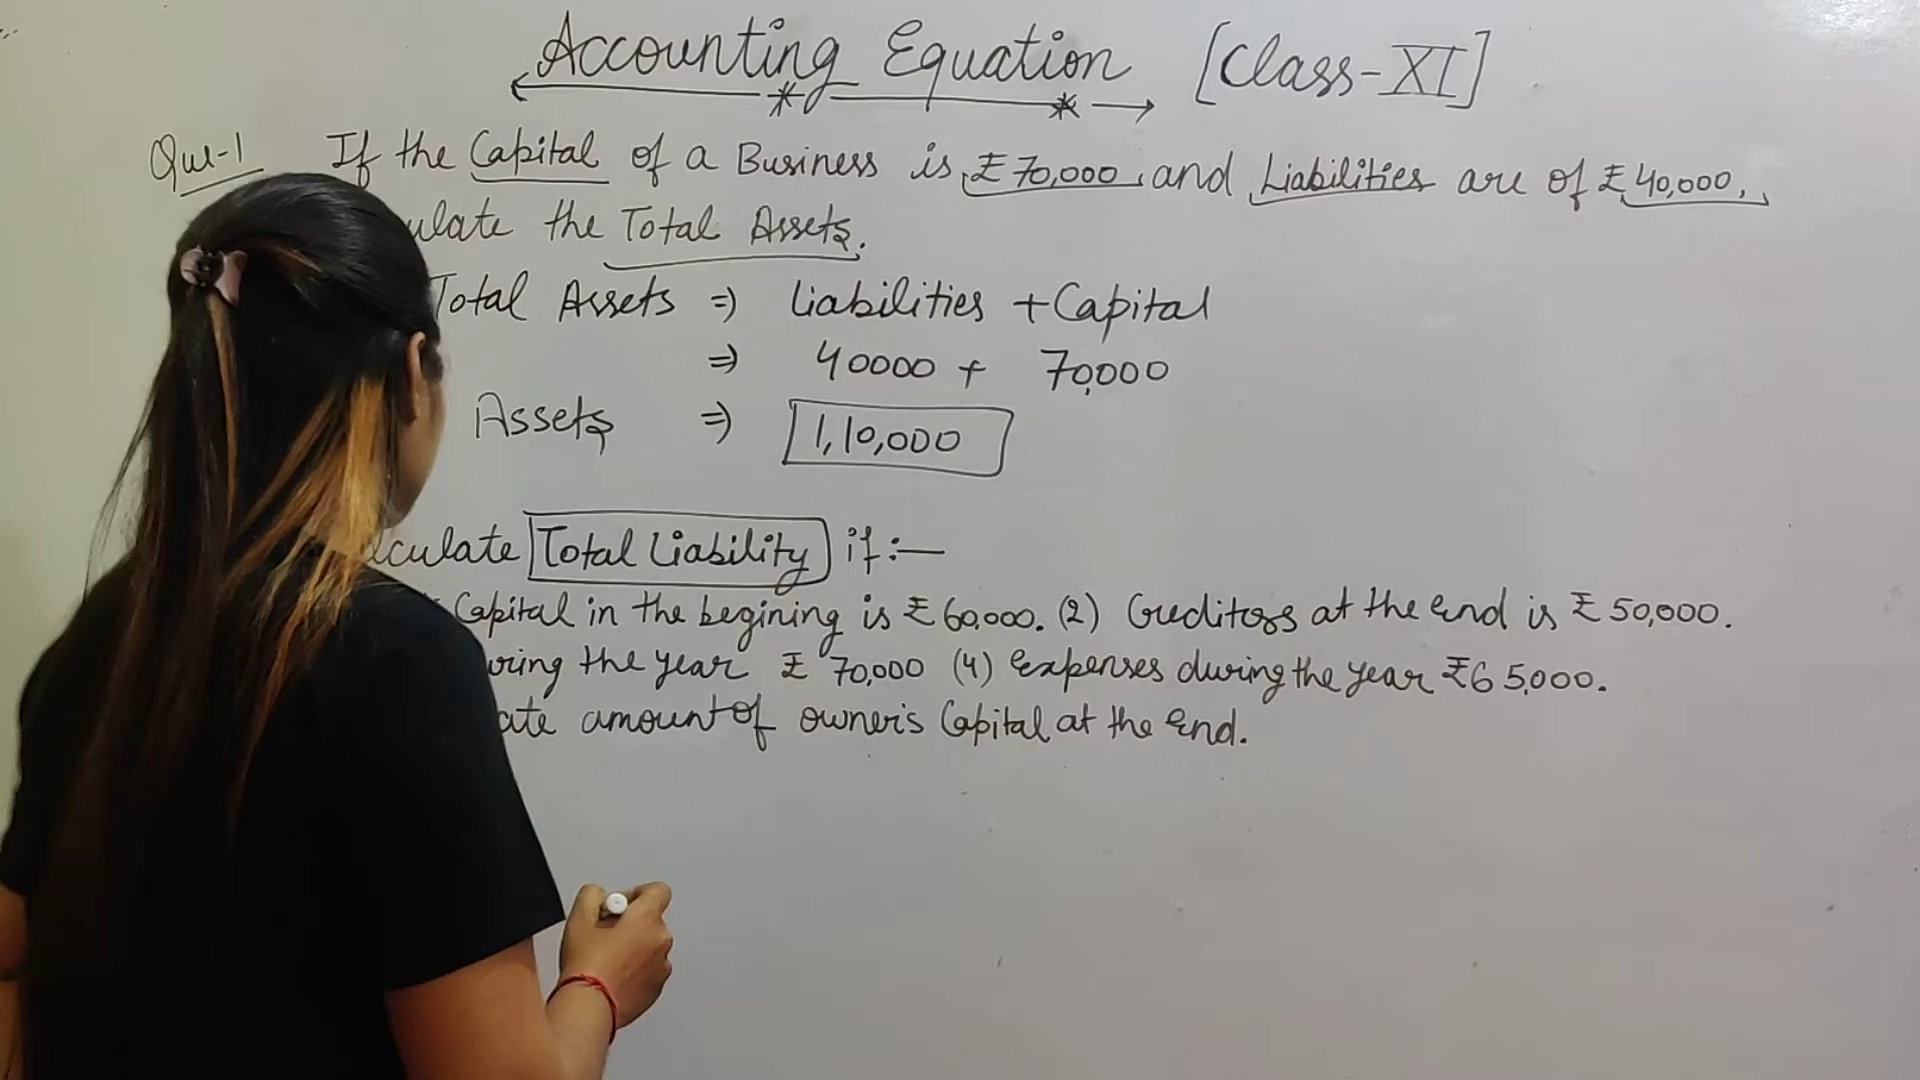 Accounting Equation [Class-XI]
Que-1 If the Capital of a Business is ₹70,000 and Liabilities are of ₹40,000,
ulate the Total Assets.
Total Assets ⇒ Liabilities + Capital
⇒ 40000 + 70,000
Assets ⇒ 1,10,000
lculate Total Liability if:—
Capital in the begining is ₹60,000. (2) Creditors at the end is ₹50,000.
uring the year ₹70,000 (4) Expenses during the year ₹65,000.
ate amount of owner's Capital at the end.